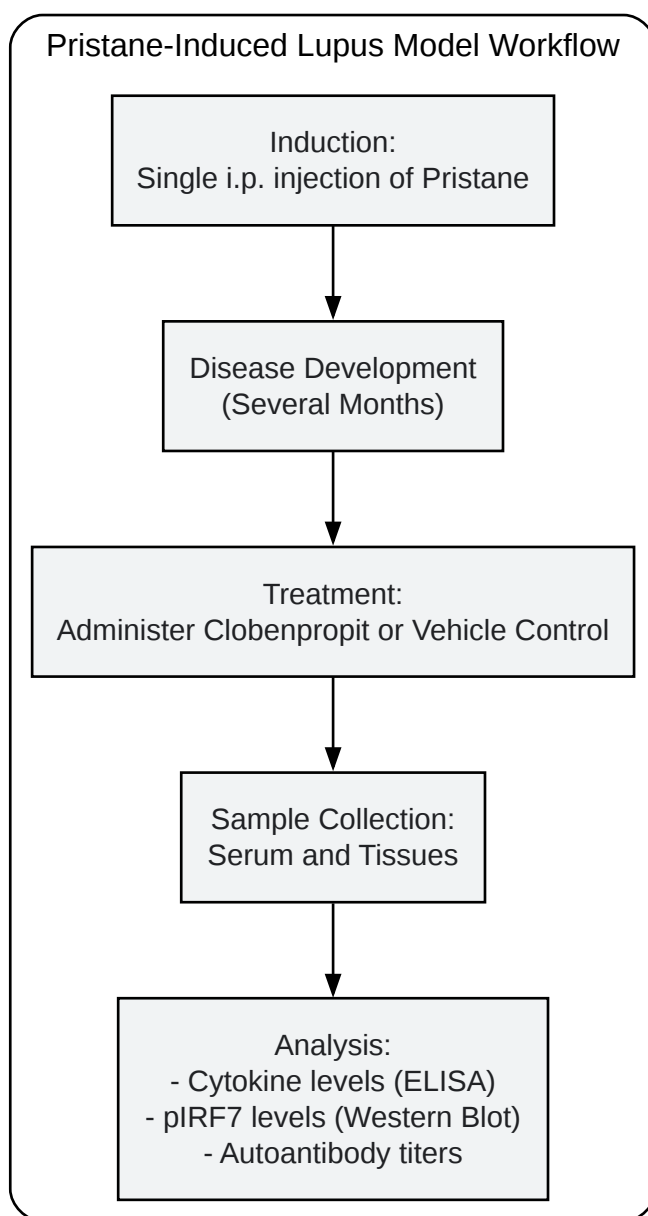 Pristane-Induced Lupus Model Workflow
Induction:
Single i.p. injection of Pristane
Disease Development
(Several Months)
Treatment:
Administer Clobenpropit or Vehicle Control
Sample Collection:
Serum and Tissues
Analysis:
- Cytokine levels (ELISA)
- pIRF7 levels (Western Blot)
- Autoantibody titers